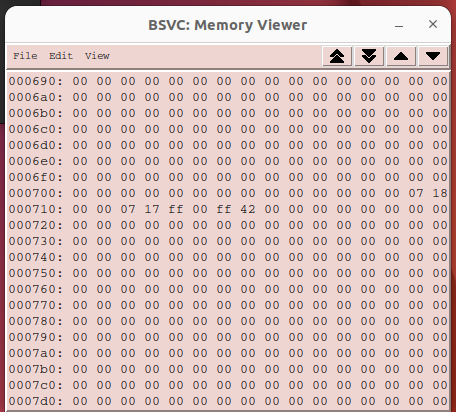 BSVC: Memory Viewer
File Edit View
000690: 00 00 00 00 00 00 00 00 00 00 00 00 00 00 00 00
0006a0: 00 00 00 00 00 00 00 00 00 00 00 00 00 00 00 00
0006b0: 00 00 00 00 00 00 00 00 00 00 00 00 00 00 00 00
0006c0: 00 00 00 00 00 00 00 00 00 00 00 00 00 00 00 00
0006d0: 00 00 00 00 00 00 00 00 00 00 00 00 00 00 00 00
0006e0: 00 00 00 00 00 00 00 00 00 00 00 00 00 00 00 00
0006f0: 00 00 00 00 00 00 00 00 00 00 00 00 00 00 00 00
000700: 00 00 00 00 00 00 00 00 00 00 00 00 00 00 07 18
000710: 00 00 07 17 ff 00 ff 42 00 00 00 00 00 00 00 00
000720: 00 00 00 00 00 00 00 00 00 00 00 00 00 00 00 00
000730: 00 00 00 00 00 00 00 00 00 00 00 00 00 00 00 00
000740: 00 00 00 00 00 00 00 00 00 00 00 00 00 00 00 00
000750: 00 00 00 00 00 00 00 00 00 00 00 00 00 00 00 00
000760: 00 00 00 00 00 00 00 00 00 00 00 00 00 00 00 00
000770: 00 00 00 00 00 00 00 00 00 00 00 00 00 00 00 00
000780: 00 00 00 00 00 00 00 00 00 00 00 00 00 00 00 00
000790: 00 00 00 00 00 00 00 00 00 00 00 00 00 00 00 00
0007a0: 00 00 00 00 00 00 00 00 00 00 00 00 00 00 00 00
0007b0: 00 00 00 00 00 00 00 00 00 00 00 00 00 00 00 00
0007c0: 00 00 00 00 00 00 00 00 00 00 00 00 00 00 00 00
0007d0: 00 00 00 00 00 00 00 00 00 00 00 00 00 00 00 00